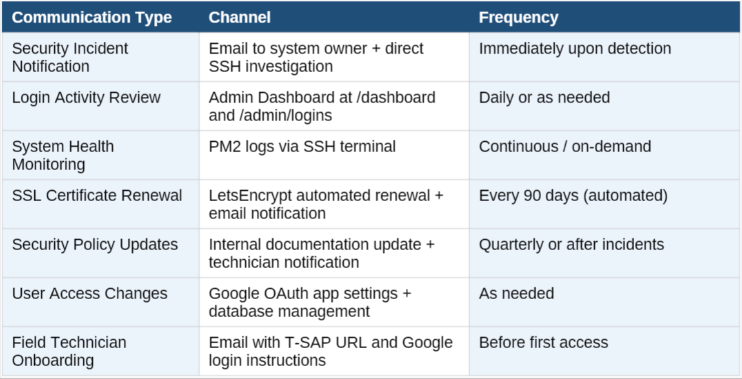 Communication Type
Channel
Frequency
Security Incident
Notification
Email to system owner + direct
SSH investigation
Immediately upon detection
Login Activity Review
Admin Dashboard at /dashboard
and /admin/logins
Daily or as needed
System Health
Monitoring
PM2 logs via SSH terminal
Continuous / on-demand
SSL Certificate Renewal
LetsEncrypt automated renewal +
email notification
Every 90 days (automated)
Security Policy Updates
Internal documentation update +
technician notification
Quarterly or after incidents
User Access Changes
Google OAuth app settings +
database management
As needed
Field Technician
Onboarding
Email with T-SAP URL and Google
login instructions
Before first access